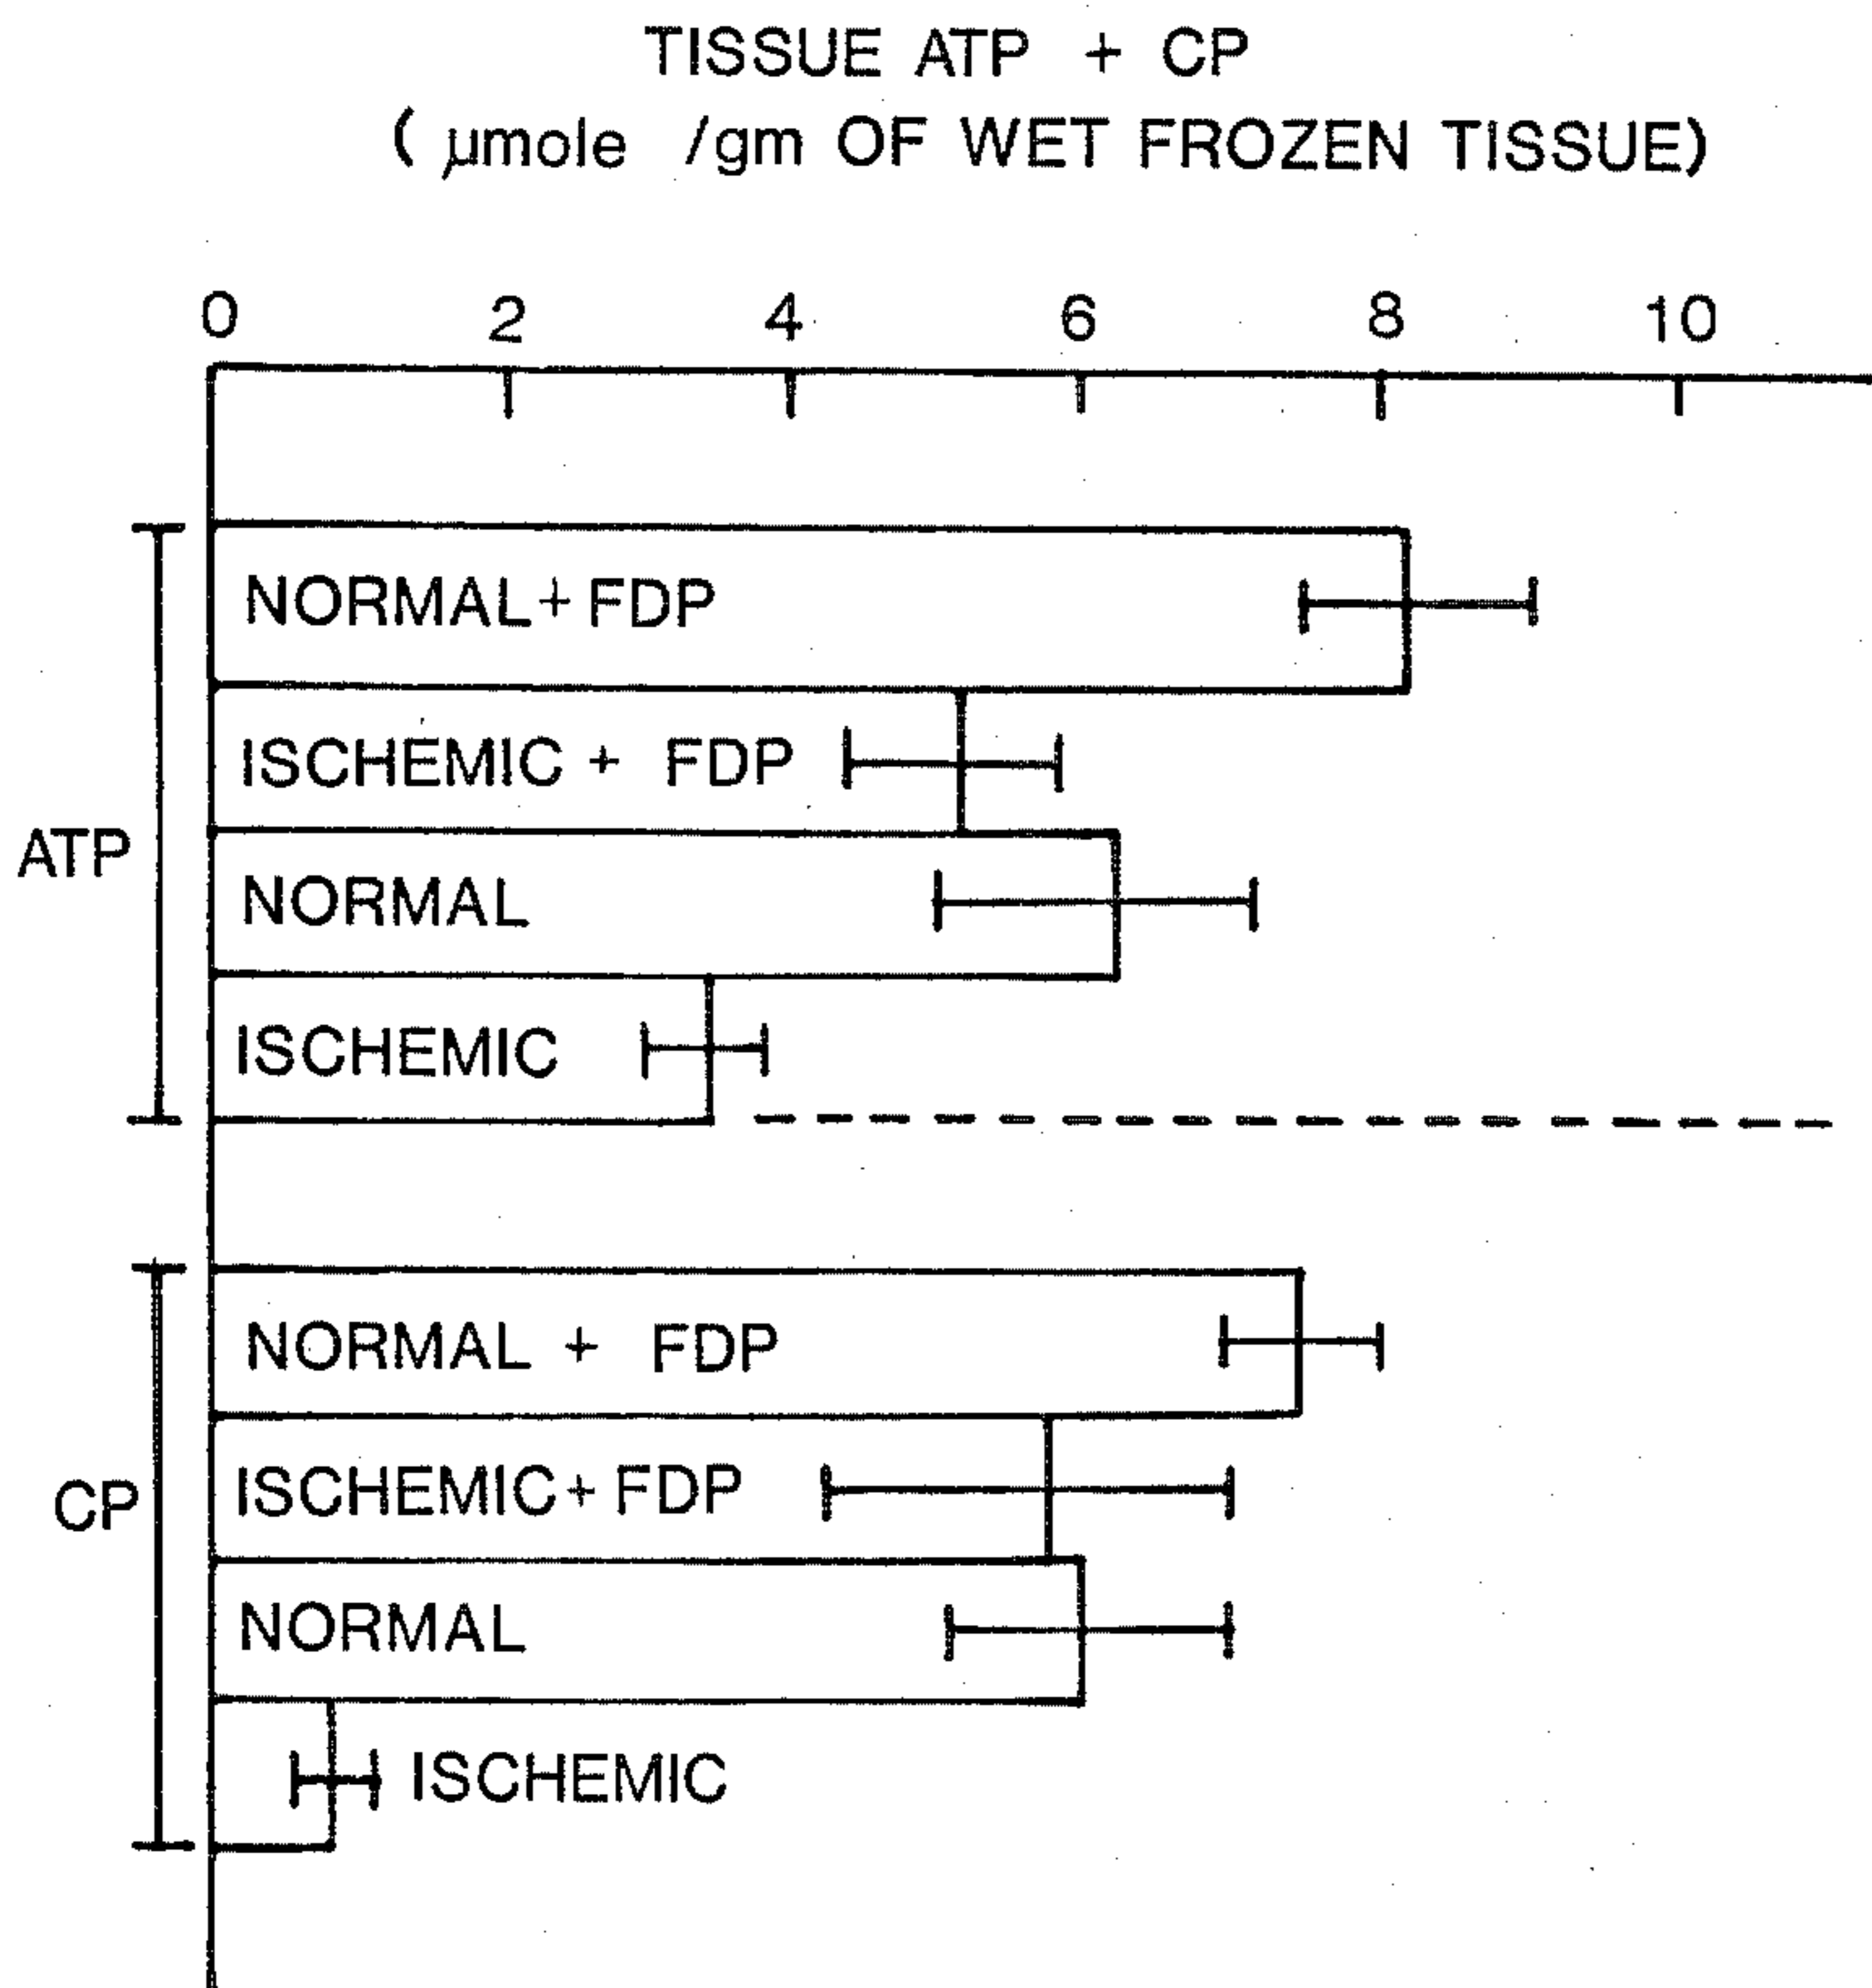 TISSUE ATP + CP
( µmole /gm OF WET FROZEN TISSUE)
0 2 4 6 8 10
NORMAL+FDP
ISCHEMIC + FDP
ATP
NORMAL
ISCHEMIC
NORMAL + FDP
ISCHEMIC+FDP
CP
NORMAL
ISCHEMIC